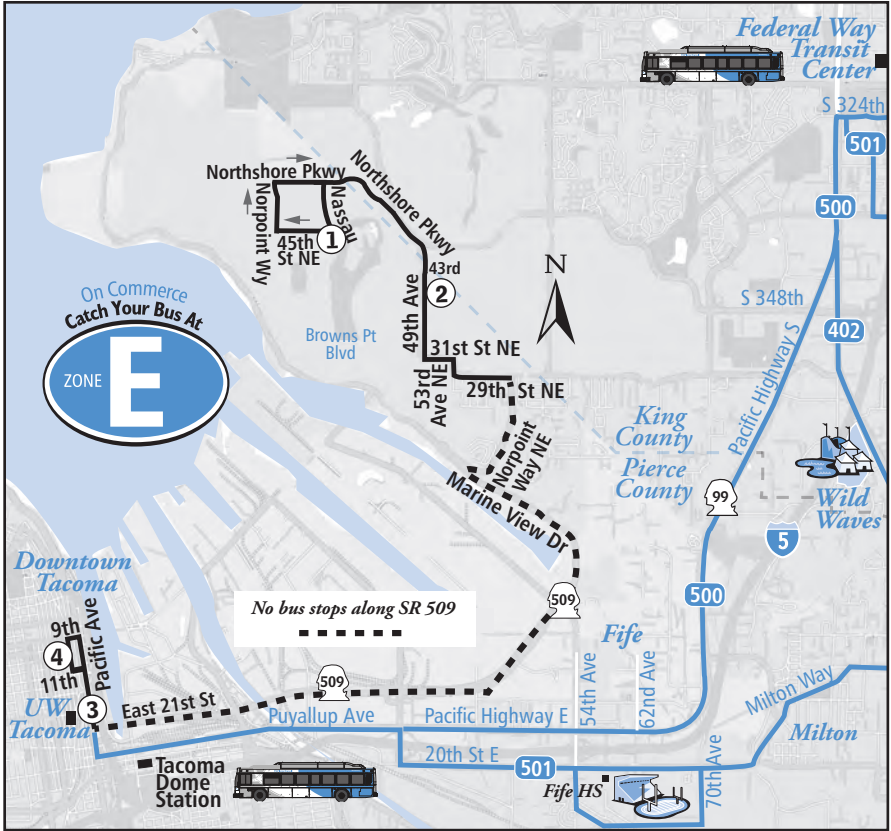 Federal Way
Transit
Center
S 324th
501
500
Northshore Pkwy
Northshore Pkwy
Nassau
Norpoint Wy
45th
St NE
1
43rd
2
49th Ave
N
S 348th
402
On Commerce
Catch Your Bus At
ZONE E
Browns Pt
Blvd
31st St NE
53rd
Ave NE
29th St NE
Pacific Highway S
King
County
Pierce
County
Norpoint
Way NE
Marine View Dr
99
Wild
Waves
5
Downtown
Tacoma
No bus stops along SR 509
509
500
Fife
9th
4
11th
Pacific Ave
3
UW
Tacoma
East 21st St
509
54th Ave
62nd Ave
Puyallup Ave
Pacific Highway E
Milton Way
Milton
20th St E
501
70th Ave
Tacoma
Dome
Station
Fife HS